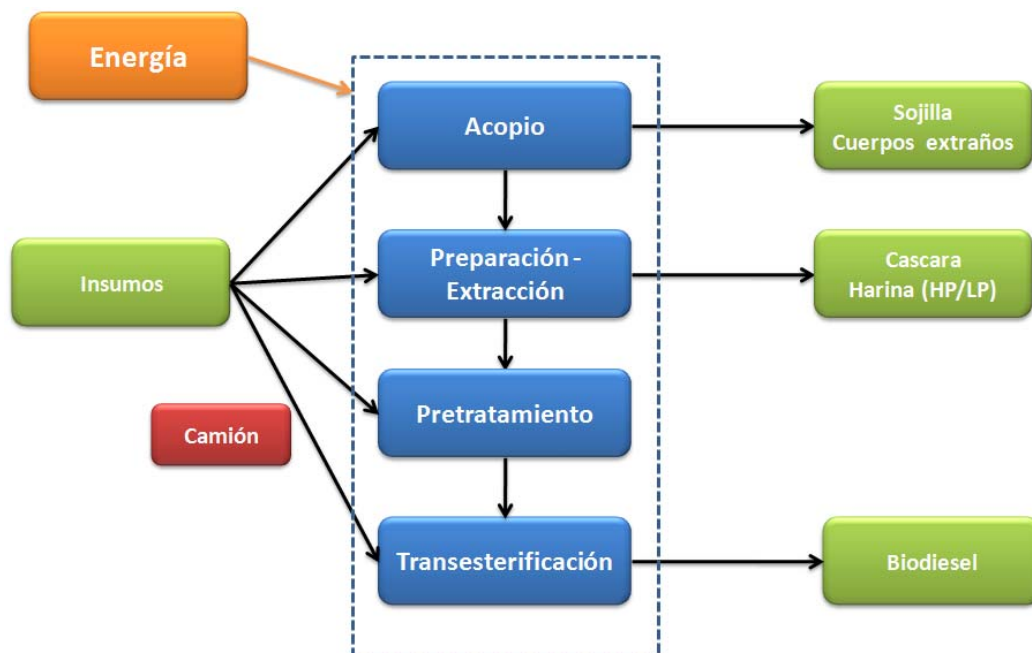 Energía
Acopio
Sojilla
Cuerpos extraños
Insumos
Preparación -
Extracción
Cascara
Harina (HP/LP)
Pretratamiento
Camión
Transesterificación
Biodiesel